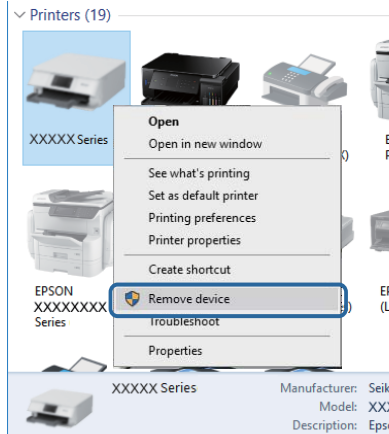 Printers (19)
XXXXX Series
Open
Open in new window
See what's printing
Set as default printer
Printing preferences
Printer properties
Create shortcut
Remove device
Troubleshoot
Properties
EPSON
XXXXXXXX
Series
XXXXX Series
Manufacturer:
Model:
Description: